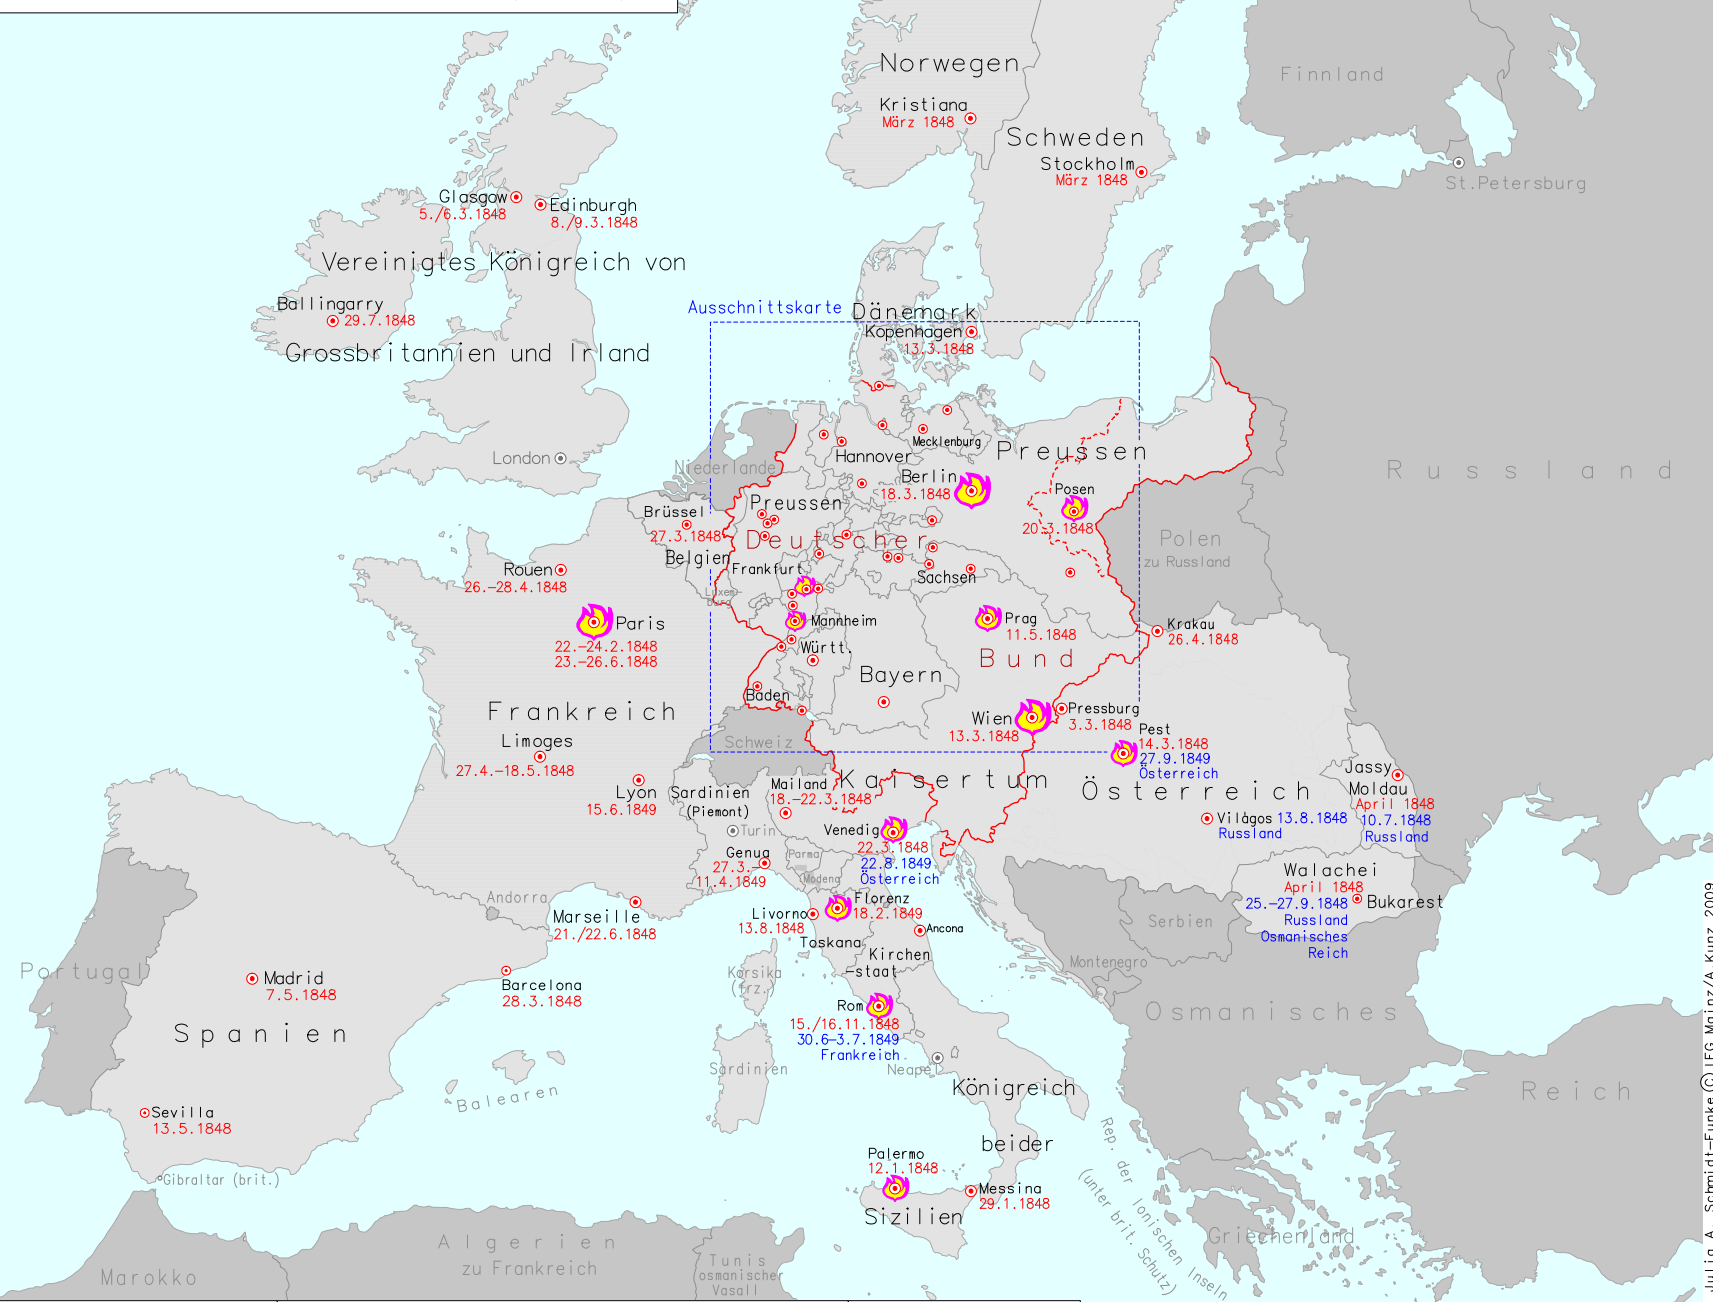 Norwegen
Kristiana
März 1848
Schweden
Stockholm
März 1848
Finnland
St.Petersburg
Glasgow
5./6.3.1848
Edinburgh
8./9.3.1848
Vereinigtes Königreich von
Ballingarry
29.7.1848
Grossbritannien und Irland
London
Ausschnittskarte
Dänemark
Kopenhagen
13.3.1848
Russland
Niederlande
Mecklenburg
Hannover
Preussen
Berlin
18.3.1848
Posen
20.3.1848
Preussen
Brüssel
27.3.1848
Belgien
Deutscher
Polen
zu Russland
Frankfurt
Luxem-
burg
Sachsen
Rouen
26.–28.4.1848
Paris
22.–24.2.1848
23.–26.6.1848
Mannheim
Prag
11.5.1848
Krakau
26.4.1848
Württ.
Bund
Bayern
Baden
Frankreich
Limoges
27.4.–18.5.1848
Lyon
15.6.1849
Schweiz
Wien
13.3.1848
Pressburg
3.3.1848
Pest
14.3.1848
27.9.1849
Österreich
Kaisertum
Österreich
Jassy
Moldau
April 1848
10.7.1848
Russland
Vilàgos 13.8.1848
Russland
Sardinien
(Piemont)
Mailand
18.–22.3.1848
Turin
Venedig
22.3.1848
22.8.1849
Österreich
Genua
27.3.–
11.4.1849
Parma
Modena
Walachei
April 1848
25.–27.9.1848
Russland
Osmanisches
Reich
Bukarest
Andorra
Marseille
21./22.6.1848
Livorno
13.8.1848
Florenz
18.2.1849
Ancona
Toskana
Kirchen
–staat
Serbien
Montenegro
Portugal
Madrid
7.5.1848
Barcelona
28.3.1848
Spanien
Korsika
(frz.)
Rom
15./16.11.1848
30.6–3.7.1849
Frankreich
Osmanisches
Reich
Sardinien
Neapel
Balearen
Sevilla
13.5.1848
Gibraltar (brit.)
Königreich
beider
Palermo
12.1.1848
Messina
29.1.1848
Sizilien
Rep. der Ionischen Inseln
(unter brit. Schutz)
Griechenland
Marokko
Algerien
zu Frankreich
Tunis
osmanischer
Vasall
Julia A. Schmidt–Funke © IEG Mainz/A.Kunz 2009